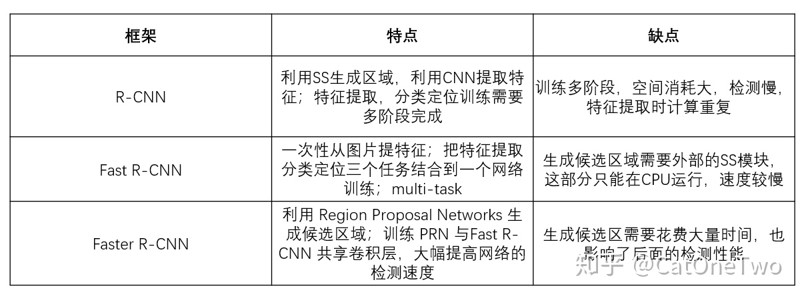 框架 特点 缺点
R-CNN
利用SS生成区域，利用CNN提取特
征；特征提取，分类定位训练需要
多阶段完成
训练多阶段，空间消耗大，检测慢，
特征提取时计算重复
Fast R-CNN
一次性从图片提特征；把特征提取
分类定位三个任务结合到一个网络
训练；multi-task
生成候选区域需要外部的SS模块，
这部分只能在CPU运行，速度较慢
Faster R-CNN
利用 Region Proposal Networks 生
成候选区域；训练 PRN 与Fast R-
CNN 共享卷积层，大幅提高网络的
检测速度
生成候选区需要花费大量时间，也
影响了后面的检测性能
知乎 @CatOneTwo